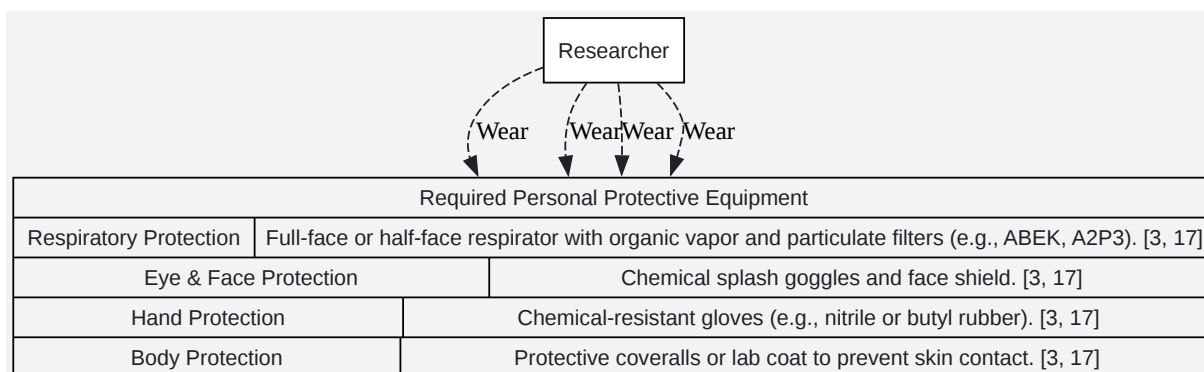 Researcher
Wear Wear Wear Wear
Required Personal Protective Equipment
Respiratory Protection Full-face or half-face respirator with organic vapor and particulate filters (e.g., ABEK, A2P3). [3, 17]
Eye & Face Protection Chemical splash goggles and face shield. [3, 17]
Hand Protection Chemical-resistant gloves (e.g., nitrile or butyl rubber). [3, 17]
Body Protection Protective coveralls or lab coat to prevent skin contact. [3, 17]